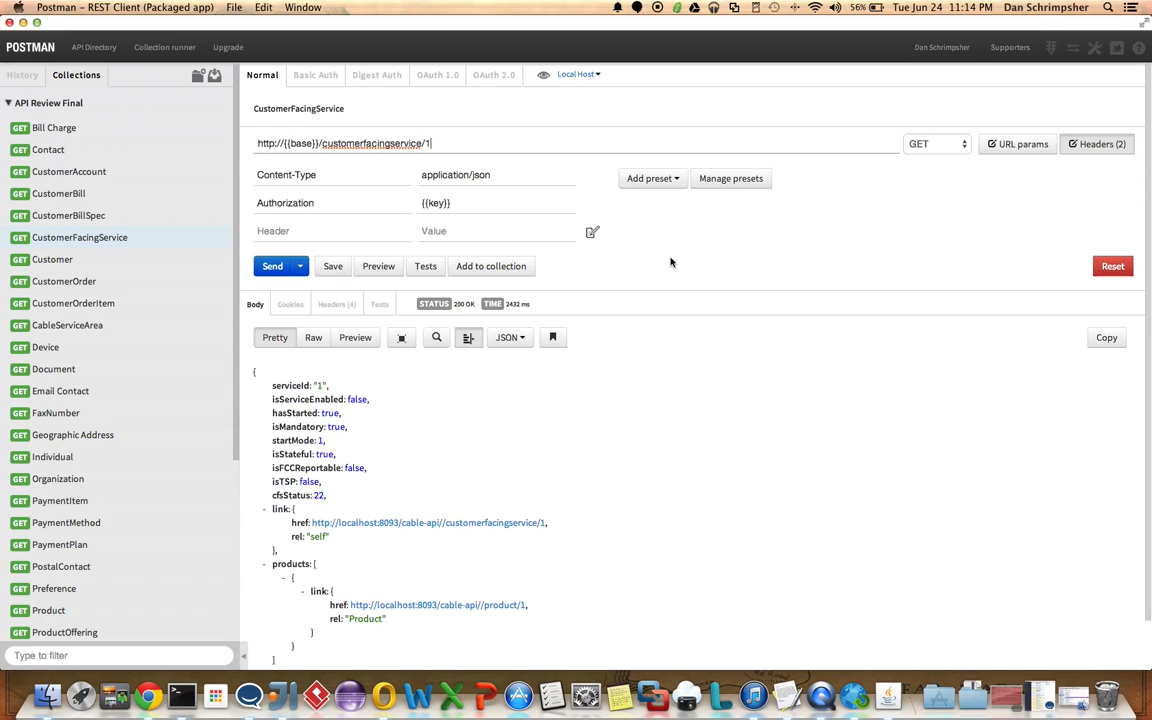 Postman - REST Client (Packaged app) File Edit Window 56% Tue Jun 24 11:14 PM Dan Schrimpsher
POSTMAN API Directory Collection runner Upgrade Dan Schrimpsher Supporters
History Collections
API Review Final
GET Bill Charge
GET Contact
GET CustomerAccount
GET CustomerBill
GET CustomerBillSpec
GET CustomerFacingService
GET Customer
GET CustomerOrder
GET CustomerOrderItem
GET CableServiceArea
GET Device
GET Document
GET Email Contact
GET FaxNumber
GET Geographic Address
GET Individual
GET Organization
GET PaymentItem
GET PaymentMethod
GET PaymentPlan
GET PostalContact
GET Preference
GET Product
GET ProductOffering
Type to filter
Normal Basic Auth Digest Auth OAuth 1.0 OAuth 2.0 Local Host
CustomerFacingService
http://{{base}}/customerfacingservice/1 GET URL params Headers (2)
Content-Type application/json Add preset Manage presets
Authorization {{key}}
Header Value
Send Save Preview Tests Add to collection Reset
Body Cookies Headers (4) Tests STATUS 200 OK TIME 2432 ms
Pretty Raw Preview JSON Copy
{
serviceId: "1",
isServiceEnabled: false,
hasStarted: true,
isMandatory: true,
startMode: 1,
isStateful: true,
isFCCReportable: false,
isTSP: false,
cfsStatus: 22,
- link: {
href: http://localhost:8093/cable-api//customerfacingservice/1,
rel: "self"
},
- products: [
- {
- link: {
href: http://localhost:8093/cable-api//product/1,
rel: "Product"
}
}
]